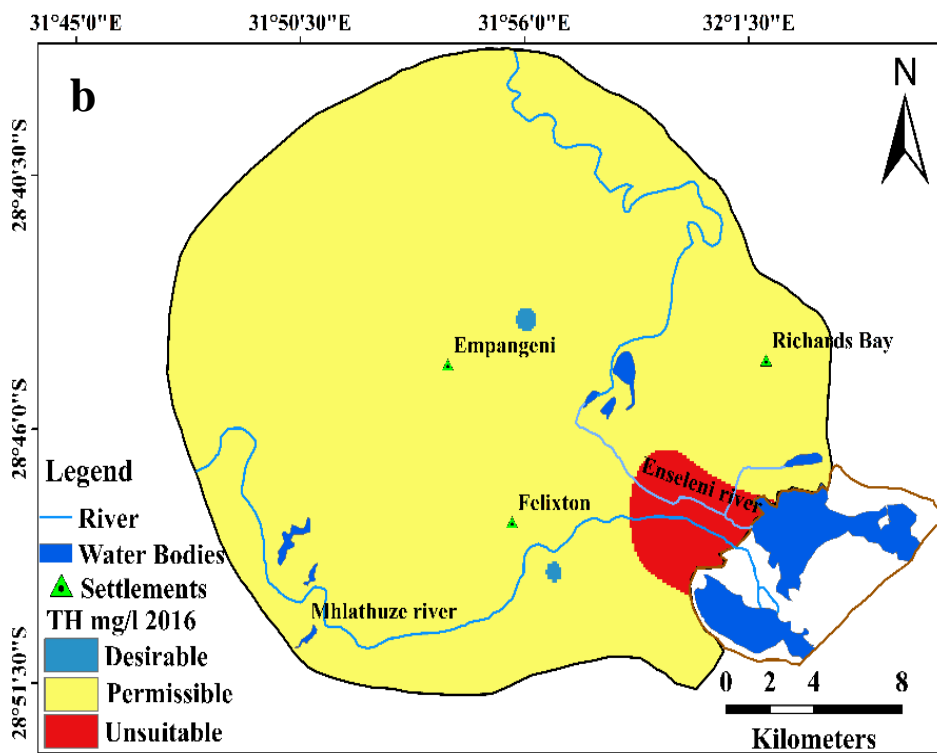 31°45'0"E 31°50'30"E 31°56'0"E 32°1'30"E
b
N
28°40'30"S
Empangeni
Richards Bay
28°46'0"S
Enseleni river
Felixton
Mhlathuze river
28°51'30"S
Legend
River
Water Bodies
Settlements
TH mg/l 2016
Desirable
Permissible
Unsuitable
0 2 4 8
Kilometers